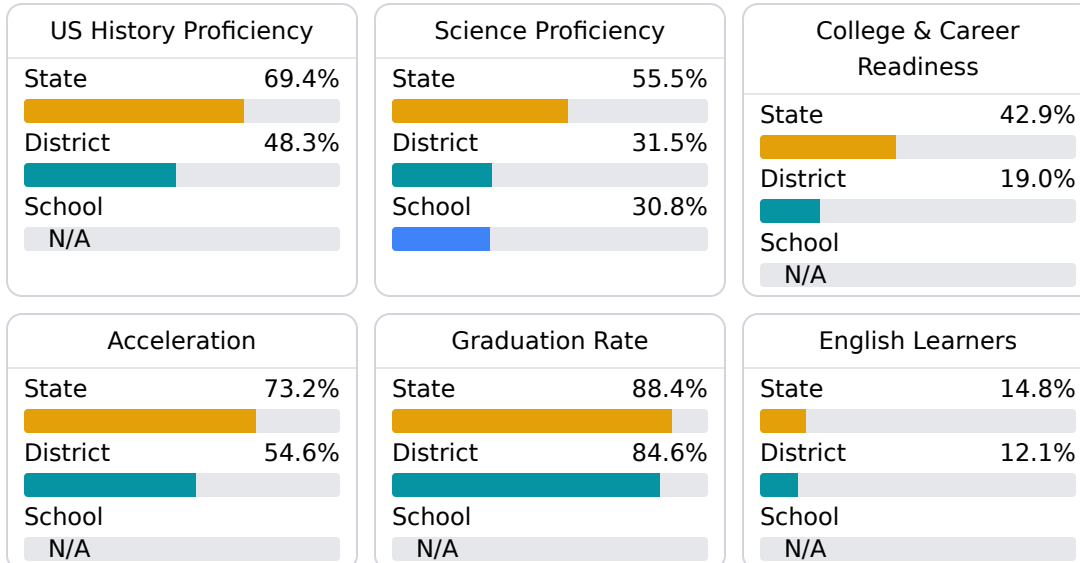 US History Proficiency
State 69.4%
District 48.3%
School
N/A
Science Proficiency
State 55.5%
District 31.5%
School 30.8%
College & Career
Readiness
State 42.9%
District 19.0%
School
N/A
Acceleration
State 73.2%
District 54.6%
School
N/A
Graduation Rate
State 88.4%
District 84.6%
School
N/A
English Learners
State 14.8%
District 12.1%
School
N/A